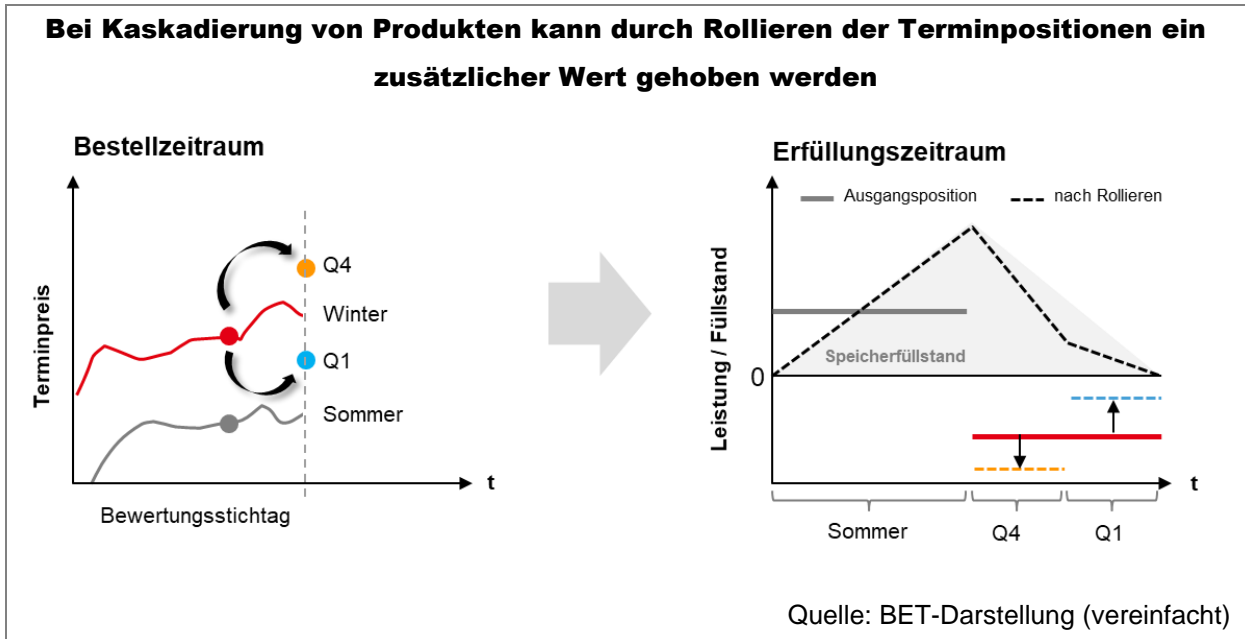 Bei Kaskadierung von Produkten kann durch Rollieren der Terminpositionen ein
zusätzlicher Wert gehoben werden
Bestellzeitraum
Terminpreis
Q4
Winter
Q1
Sommer
t
Bewertungsstichtag
Erfüllungszeitraum
Ausgangsposition
nach Rollieren
Leistung / Füllstand
0
Speicherfüllstand
t
Sommer
Q4
Q1
Quelle: BET-Darstellung (vereinfacht)